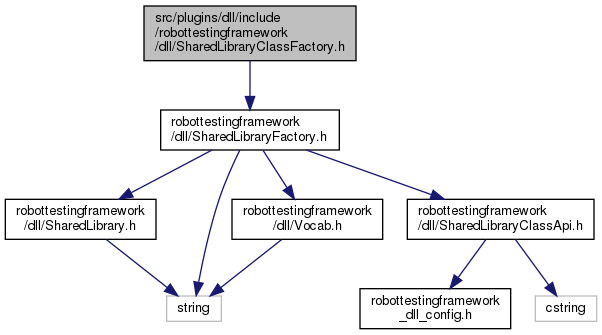 src/plugins/dll/include
/robottestingframework
/dll/SharedLibraryClassFactory.h
robottestingframework
/dll/SharedLibraryFactory.h
robottestingframework
/dll/SharedLibrary.h
robottestingframework
/dll/Vocab.h
robottestingframework
/dll/SharedLibraryClassApi.h
string
robottestingframework
_dll_config.h
cstring